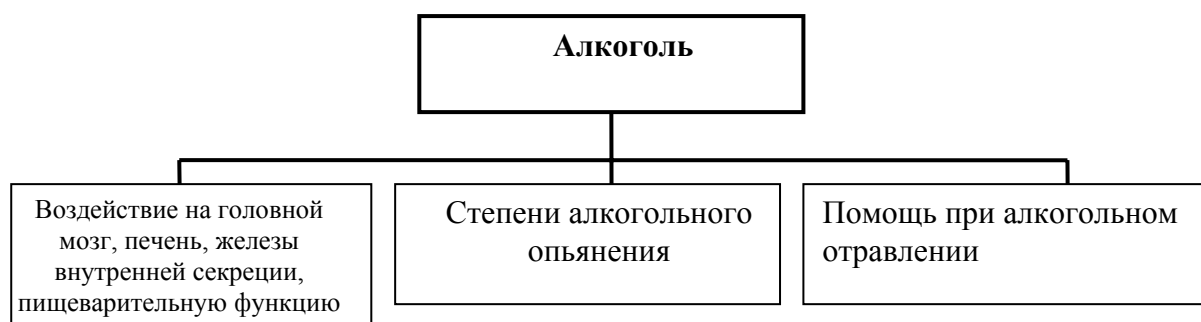 Алкоголь
Воздействие на головной
мозг, печень, железы
внутренней секреции,
пищеварительную функцию
Степени алкогольного
опьянения
Помощь при алкогольном
отравлении